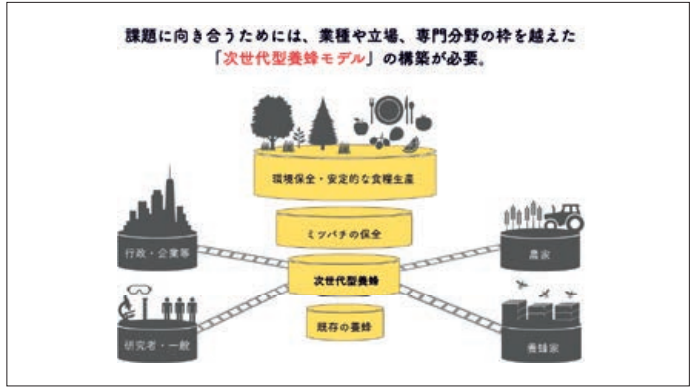 課題に向き合うためには、業種や立場、専門分野の枠を越えた
「次世代型養蜂モデル」の構築が必要。
環境保全・安定的な食糧生産
ミツバチの保全
行政・企業等
農家
次世代型養蜂
既存の養蜂
研究者・一般
養蜂家